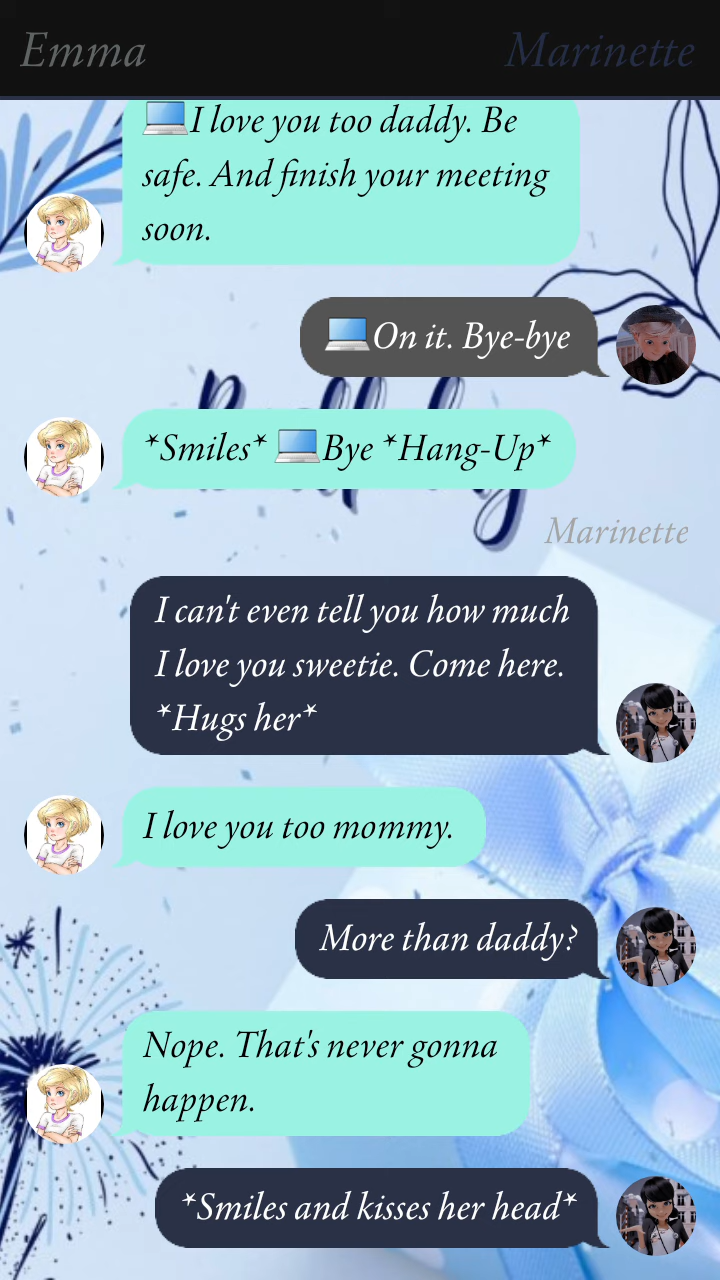 Emma
Marinette
💻I love you too daddy. Be
safe. And finish your meeting
soon.
💻On it. Bye-bye
*Smiles* 💻Bye *Hang-Up*
Marinette
I can't even tell you how much
I love you sweetie. Come here.
*Hugs her*
I love you too mommy.
More than daddy?
Nope. That's never gonna
happen.
*Smiles and kisses her head*